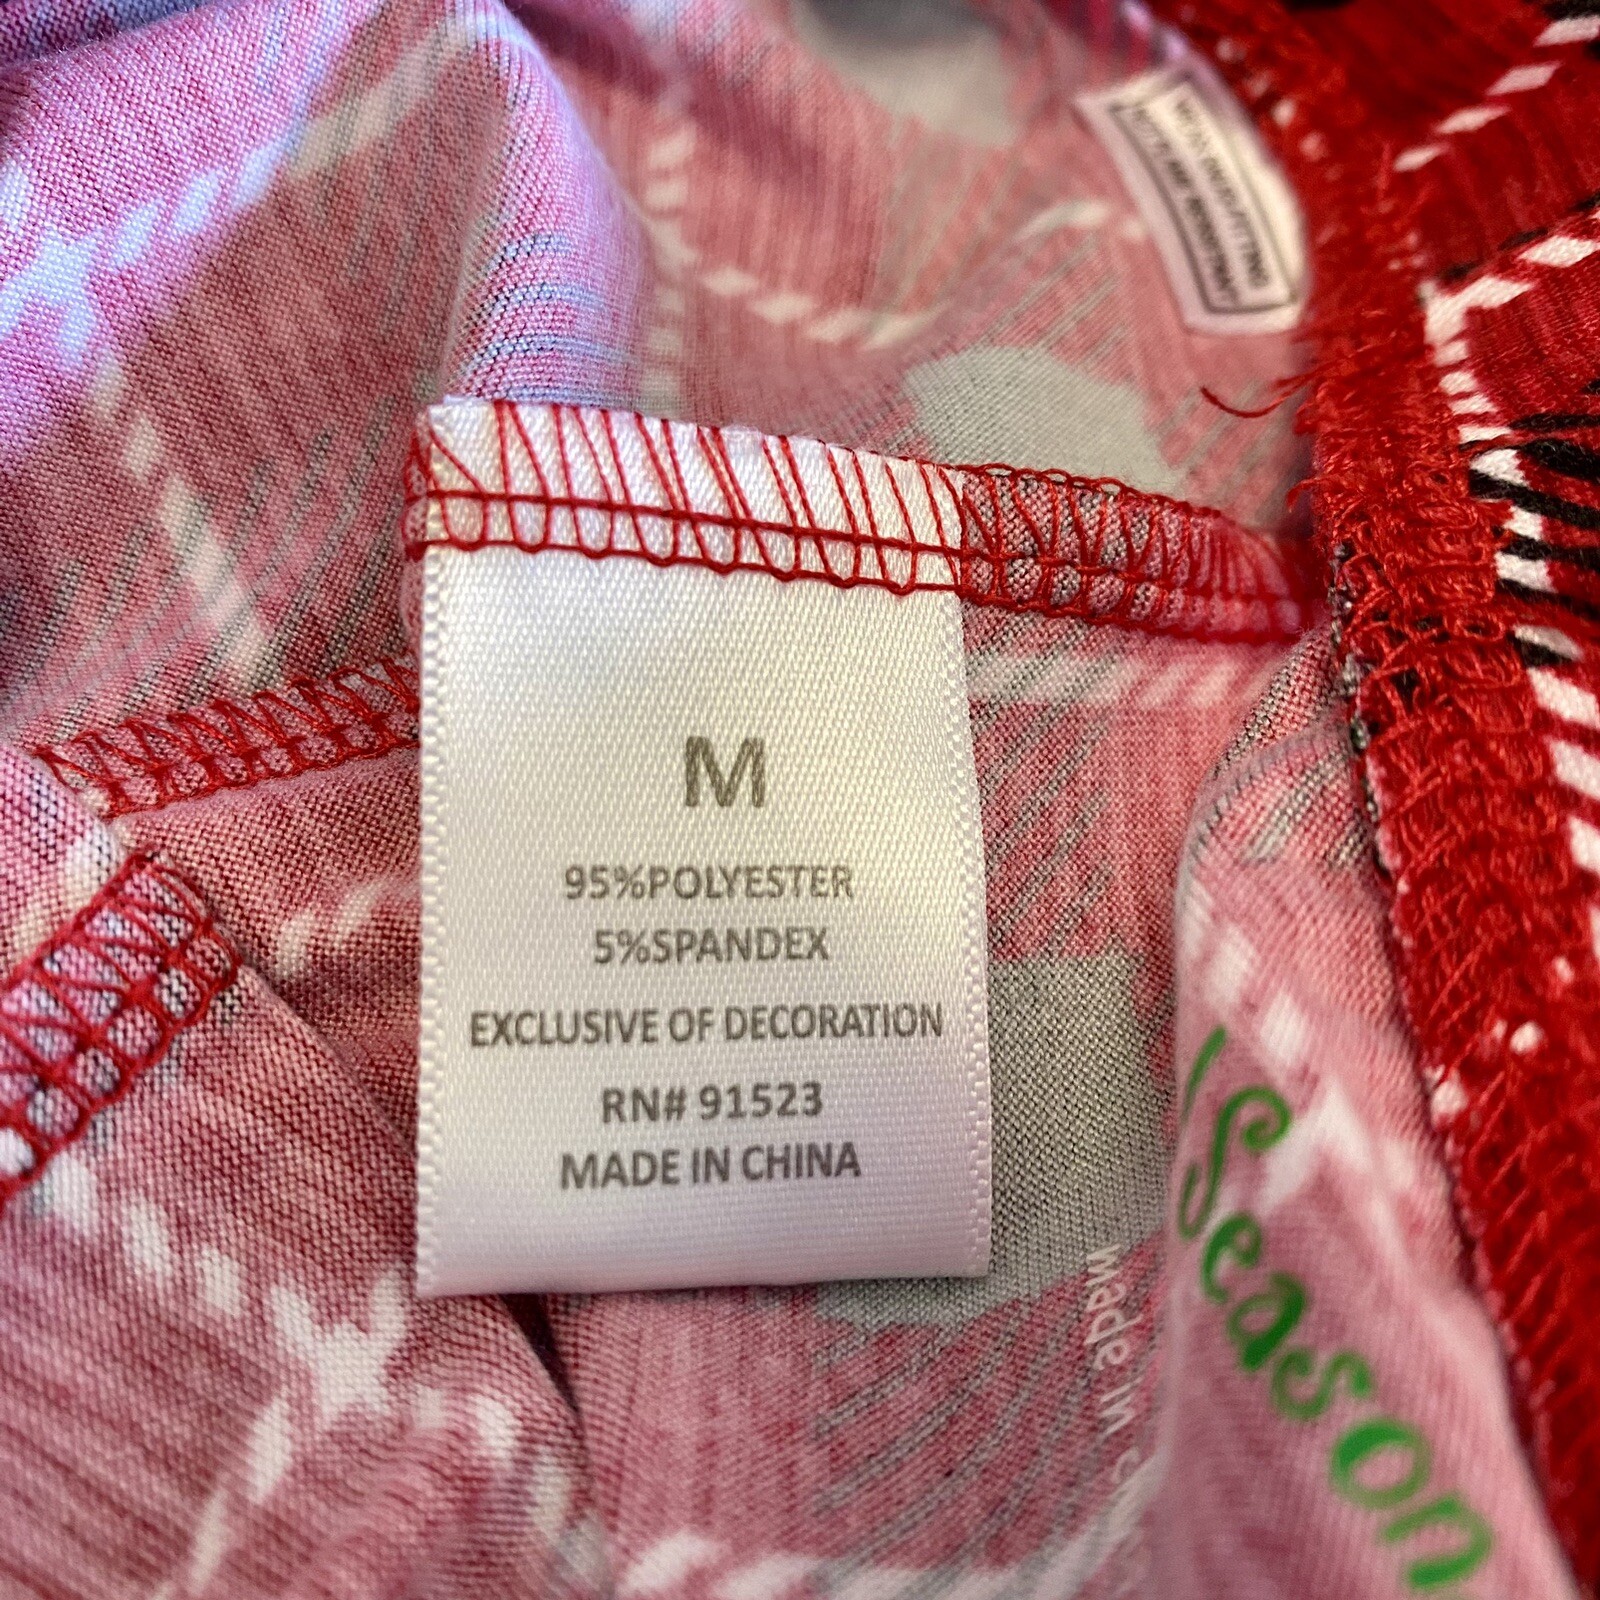 M
95%POLYESTER
5%SPANDEX
EXCLUSIVE OF DECORATION
RN# 91523
MADE IN CHINA
Season
made in